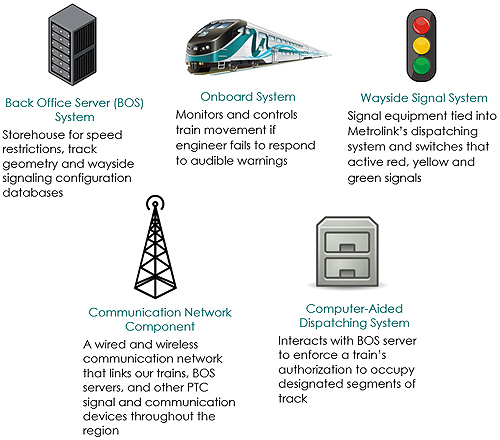 Back Office Server (BOS)
System
Storehouse for speed
restrictions, track
geometry and wayside
signaling configuration
databases
Onboard System
Monitors and controls
train movement if
engineer fails to respond
to audible warnings
Wayside Signal System
Signal equipment tied into
Metrolink's dispatching
system and switches that
active red, yellow and
green signals
Communication Network
Component
A wired and wireless
communication network
that links our trains, BOS
servers, and other PTC
signal and communication
devices throughout the
region
Computer-Aided
Dispatching System
Interacts with BOS server
to enforce a train's
authorization to occupy
designated segments of
track